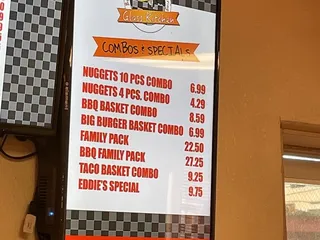 Glass Kitchen
COMBOS & SPECIALS
NUGGETS 10 PCS COMBO 6.99
NUGGETS 4 PCS. COMBO 4.29
BBQ BASKET COMBO 8.59
BIG BURGER BASKET COMBO 6.99
FAMILY PACK 22.50
BBQ FAMILY PACK 27.25
TACO BASKET COMBO 9.25
EDDIE'S SPECIAL 9.75